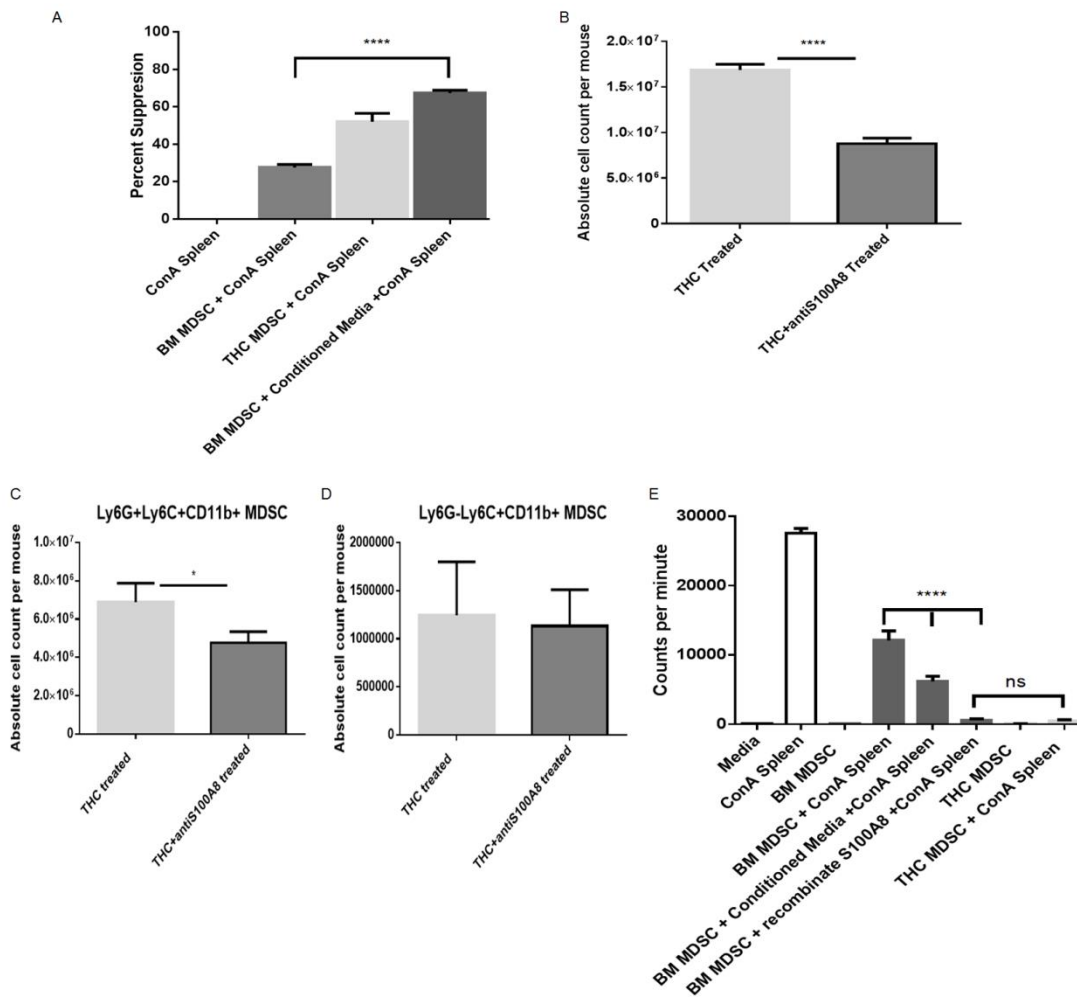 A
Percent Suppresion
100
80
60
40
20
0
****
ConA Spleen
BM MDSC + ConA Spleen
THC MDSC + ConA Spleen
BM MDSC + Conditioned Media +ConA Spleen
B
Absolute cell count per mouse
2.0×10⁷
1.5×10⁷
1.0×10⁷
5.0×10⁶
0
****
THC Treated
THC+antiS100A8 Treated
C
Ly6G+Ly6C+CD11b+ MDSC
Absolute cell count per mouse
1.0×10⁷
8.0×10⁶
6.0×10⁶
4.0×10⁶
2.0×10⁶
0
*
THC treated
THC+antiS100A8 treated
D
Ly6G-Ly6C+CD11b+ MDSC
Absolute cell count per mouse
2000000
1500000
1000000
500000
0
THC treated
THC+antiS100A8 treated
E
Counts per minute
30000
20000
10000
0
****
ns
Media
ConA Spleen
BM MDSC
BM MDSC + ConA Spleen
BM MDSC + Conditioned Media +ConA Spleen
BM MDSC + recombinate S100A8 +ConA Spleen
THC MDSC
THC MDSC + ConA Spleen